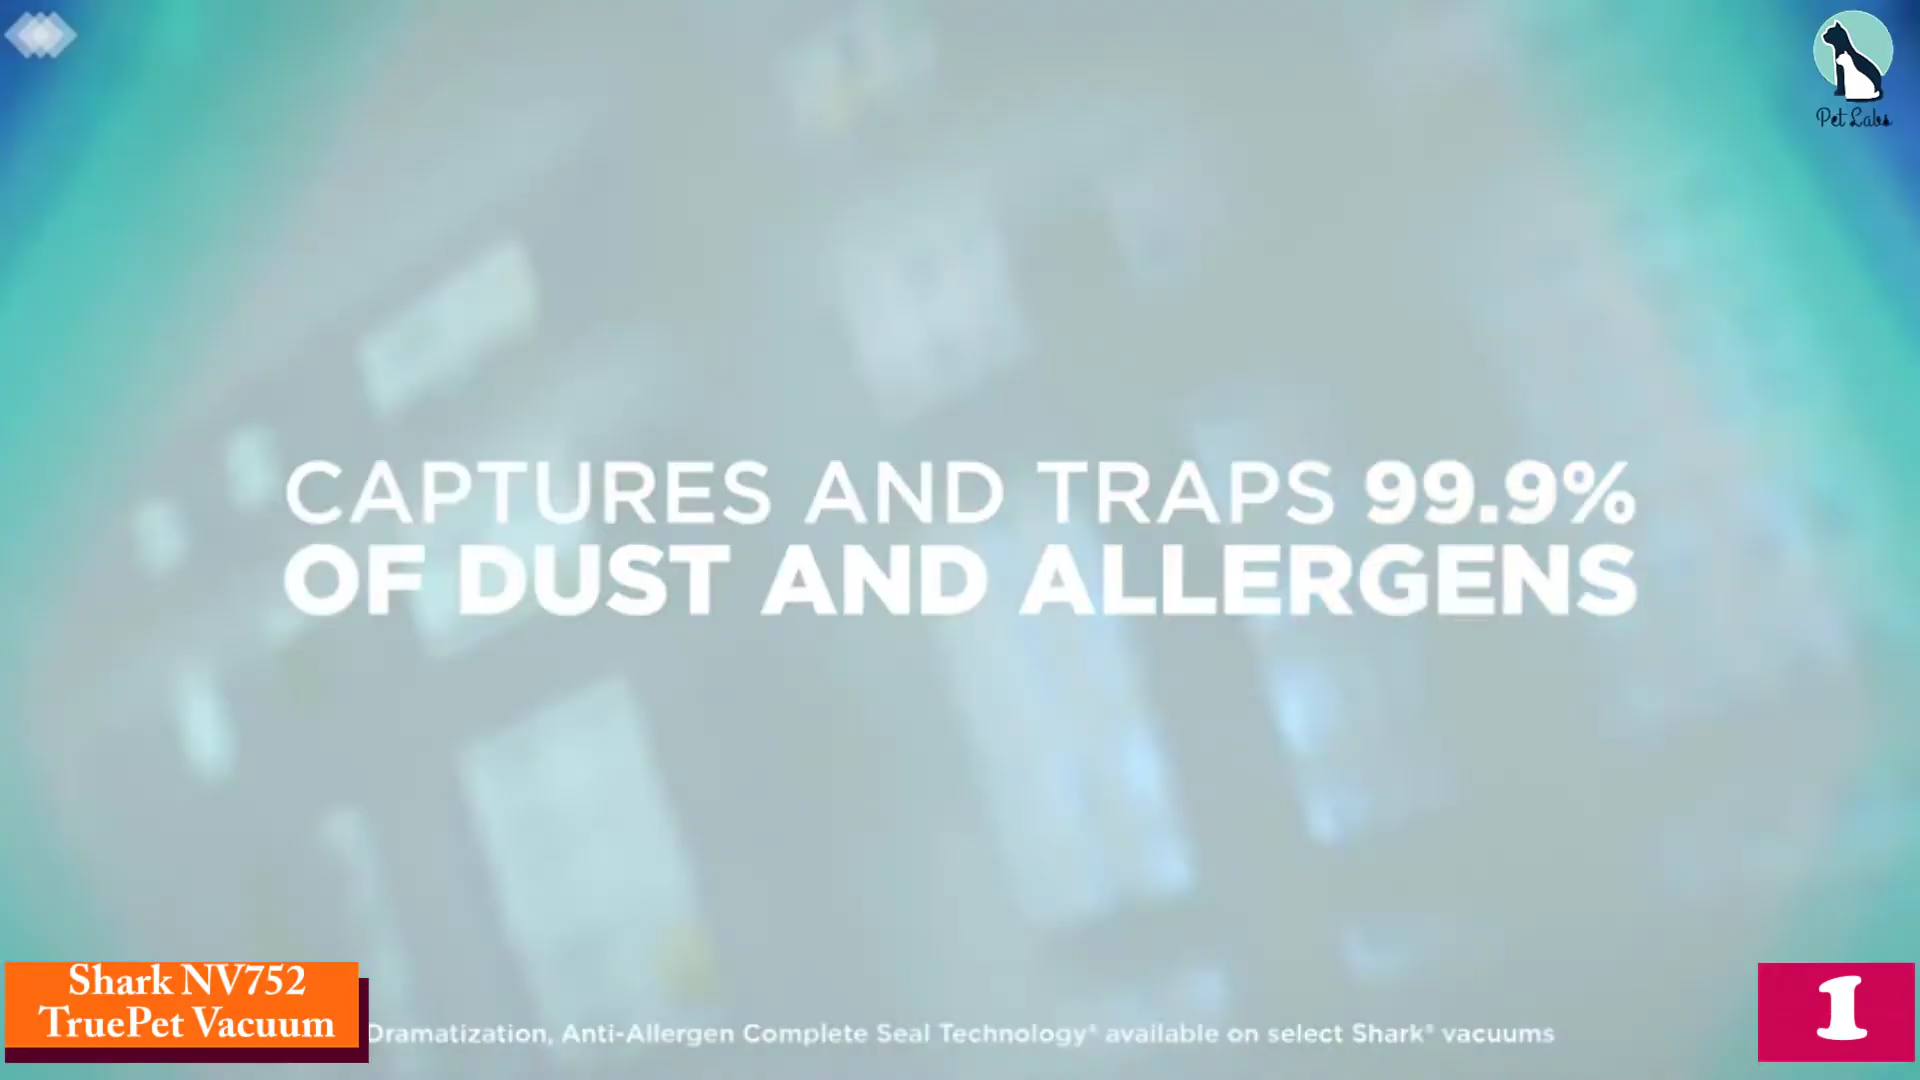 Pet Labs
CAPTURES AND TRAPS 99.9%
OF DUST AND ALLERGENS
Shark NV752
TruePet Vacuum
Dramatization, Anti-Allergen Complete Seal Technology® available on select Shark® vacuums
1